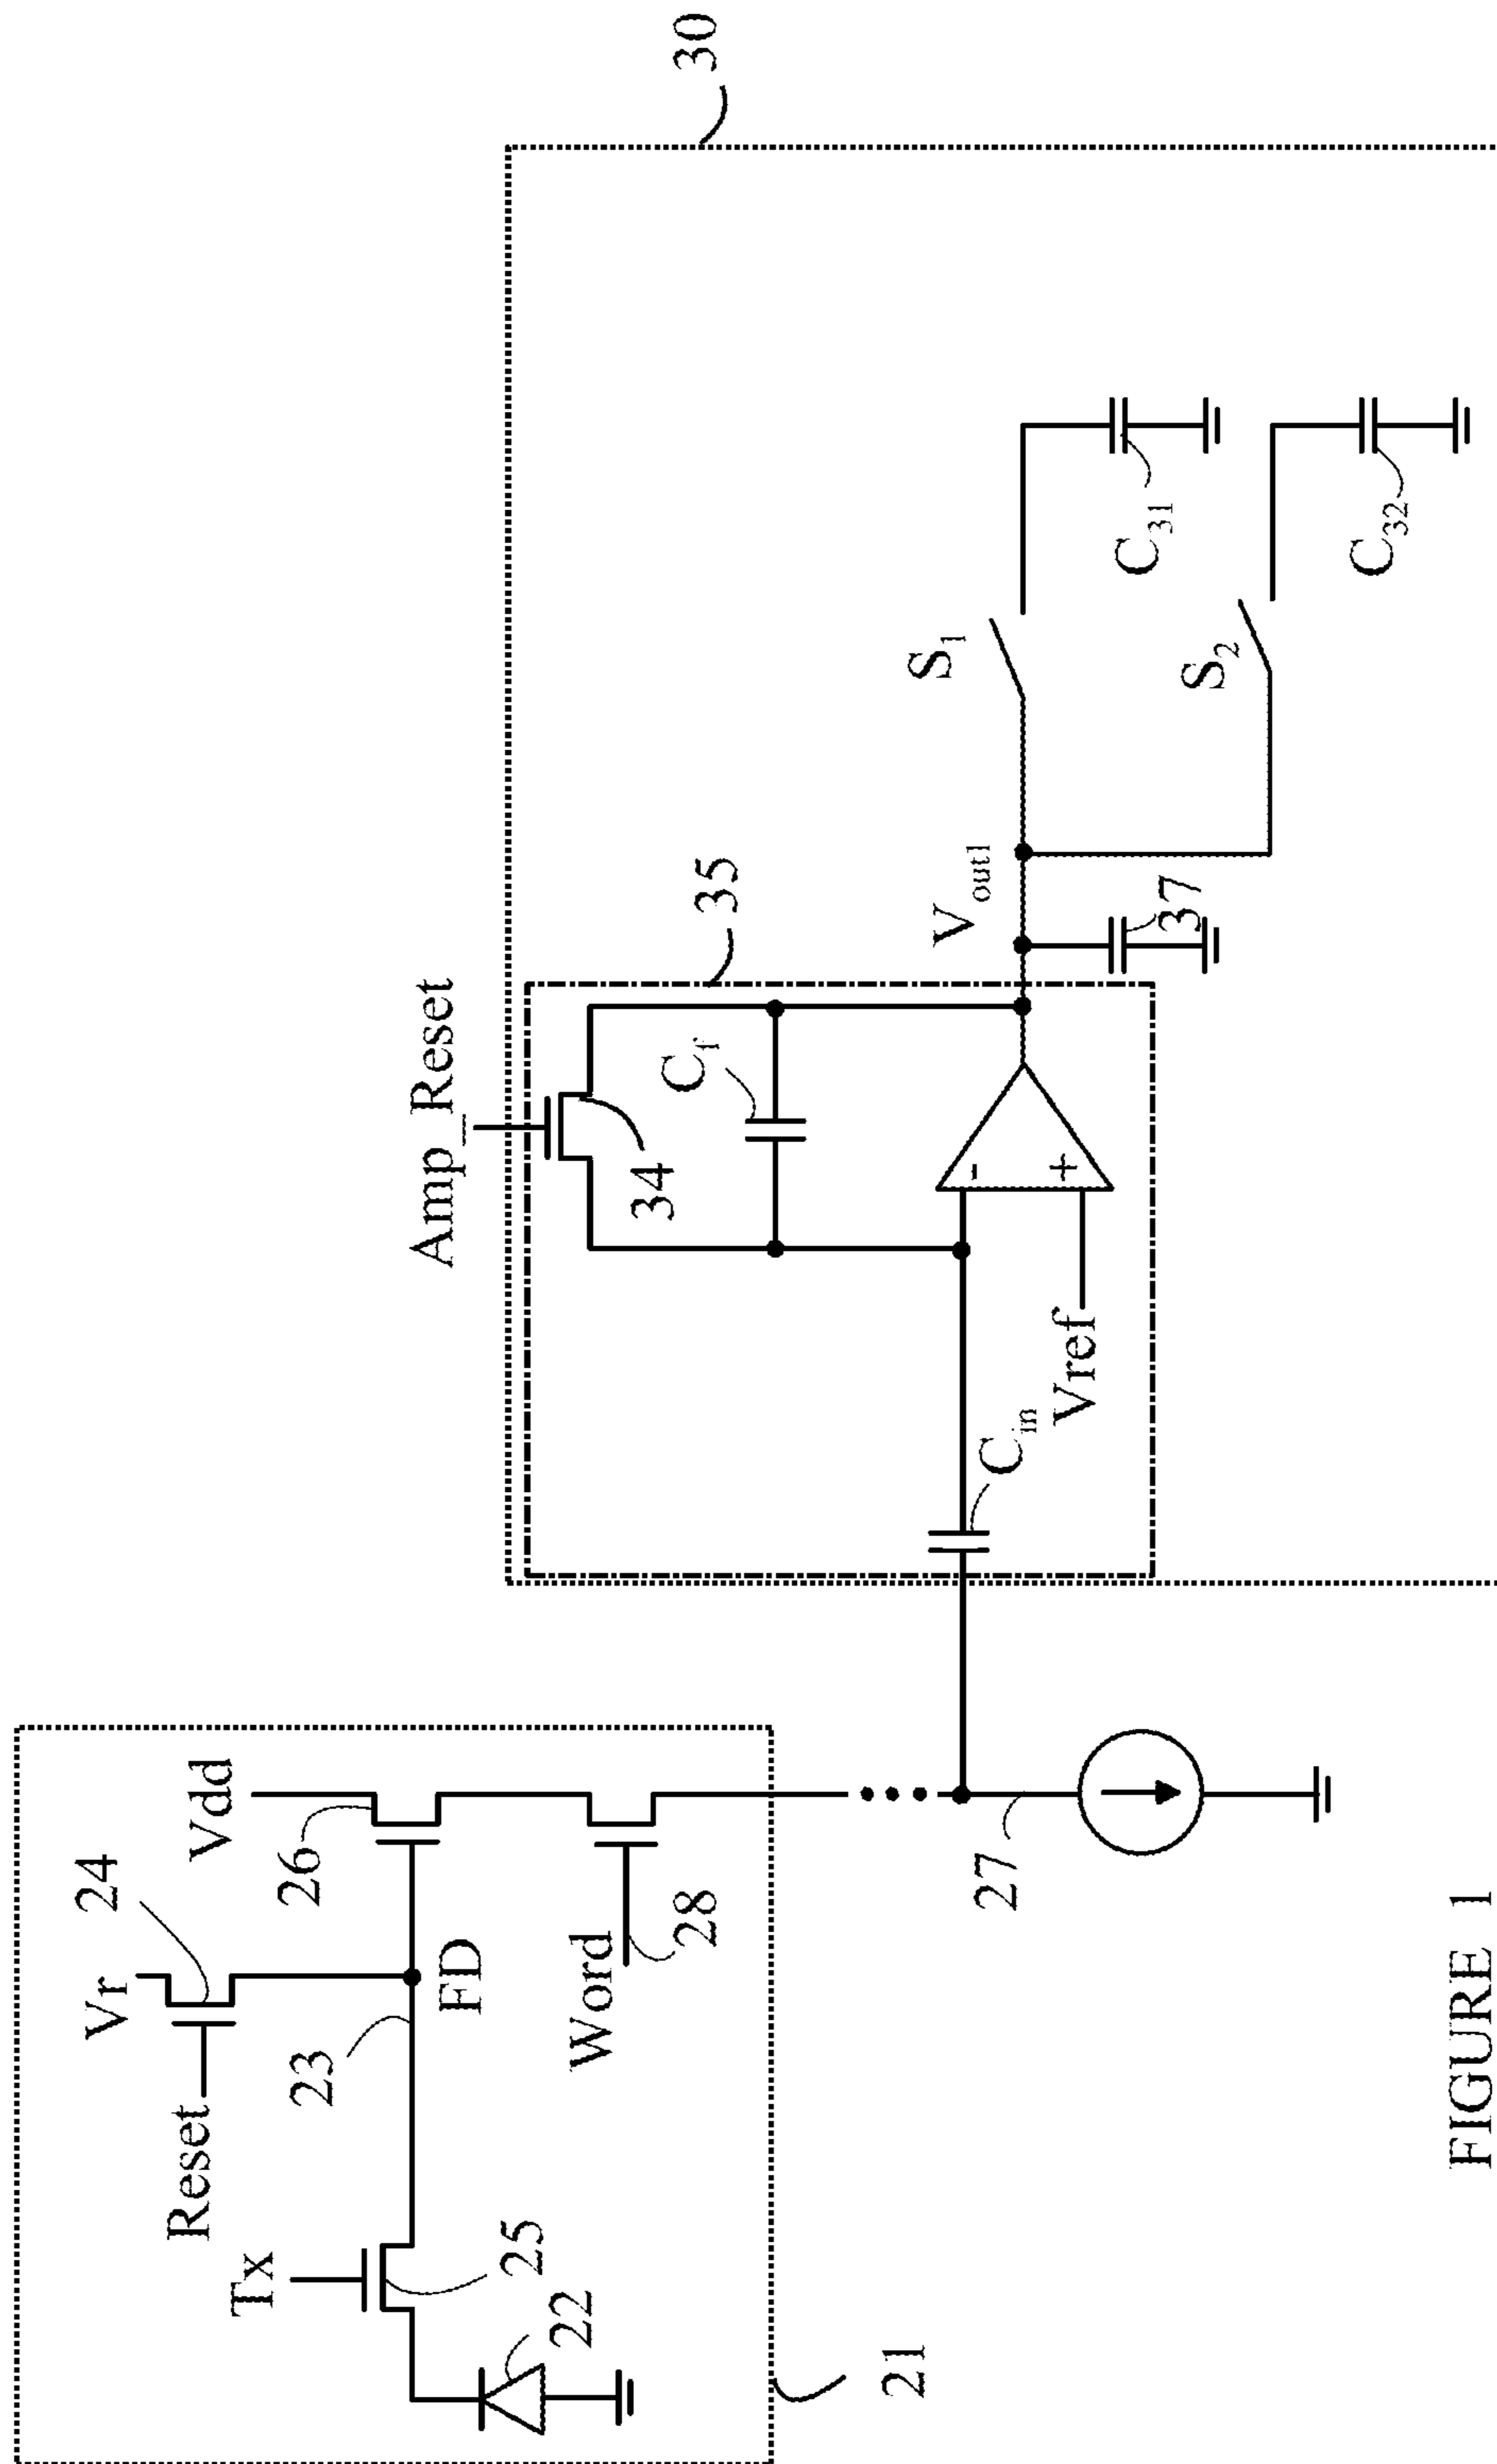 Vr
24
Vdd
Reset
26
Tx
23
FD
25
Word
28
22
21
27
30
Amp_Reset
35
34
Cf
-
+
Vref
Cin
Vout1
37
S1
S2
C31
C32
FIGURE 1